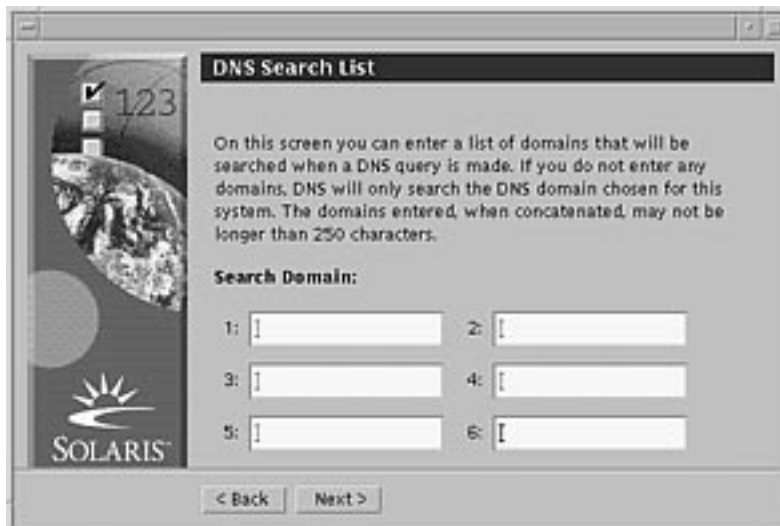 DNS Search List
123
On this screen you can enter a list of domains that will be
searched when a DNS query is made. If you do not enter any
domains, DNS will only search the DNS domain chosen for this
system. The domains entered, when concatenated, may not be
longer than 250 characters.
Search Domain:
1: 2:
3: 4:
5: 6:
SOLARIS™
< Back Next >